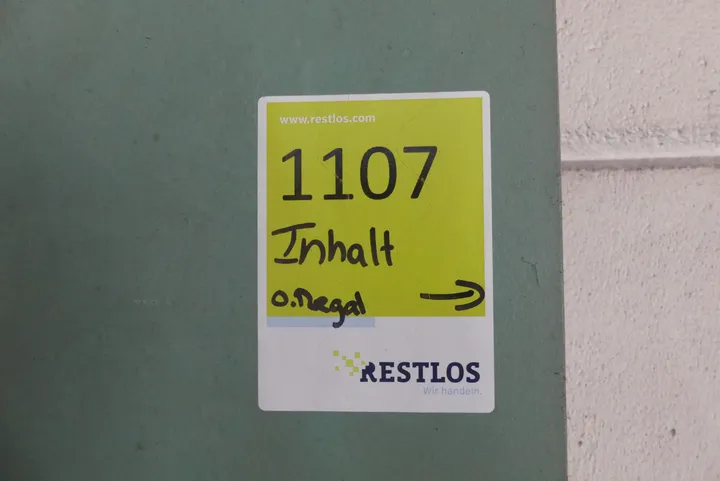 www.restlos.com
1107
Inhalt
o. Regal
RESTLOS
Wir handeln.